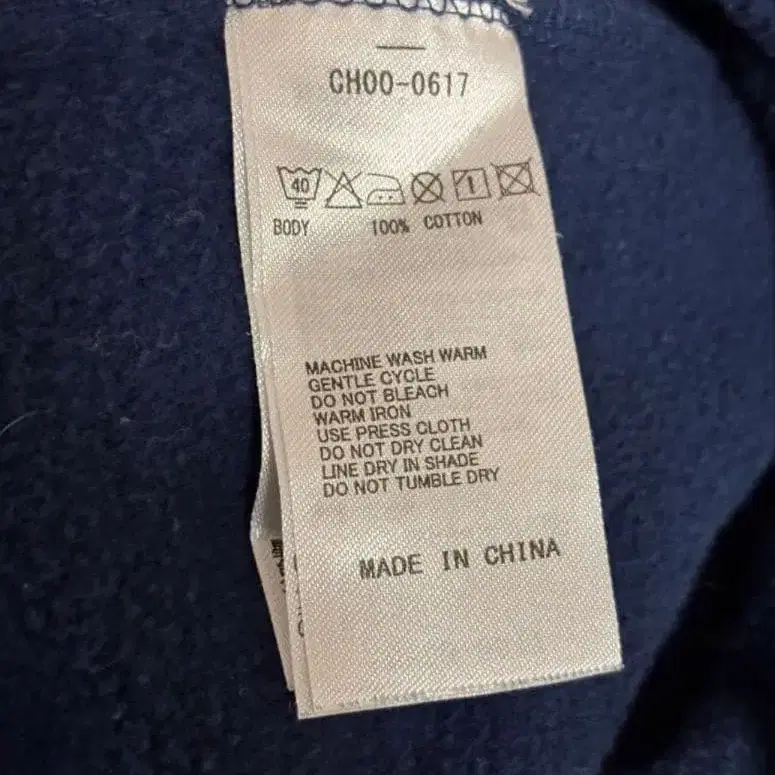 CHOO-0617
40
BODY 100% COTTON
MACHINE WASH WARM
GENTLE CYCLE
DO NOT BLEACH
WARM IRON
USE PRESS CLOTH
DO NOT DRY CLEAN
LINE DRY IN SHADE
DO NOT TUMBLE DRY
MADE IN CHINA